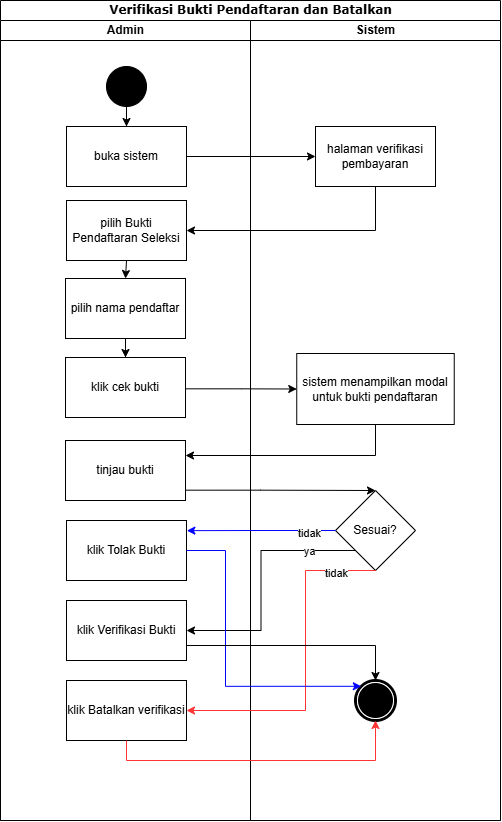 Verifikasi Bukti Pendaftaran dan Batalkan
Admin
Sistem
buka sistem
halaman verifikasi
pembayaran
pilih Bukti
Pendaftaran Seleksi
pilih nama pendaftar
klik cek bukti
sistem menampilkan modal
untuk bukti pendaftaran
tinjau bukti
Sesuai?
tidak
klik Tolak Bukti
ya
tidak
klik Verifikasi Bukti
klik Batalkan verifikasi